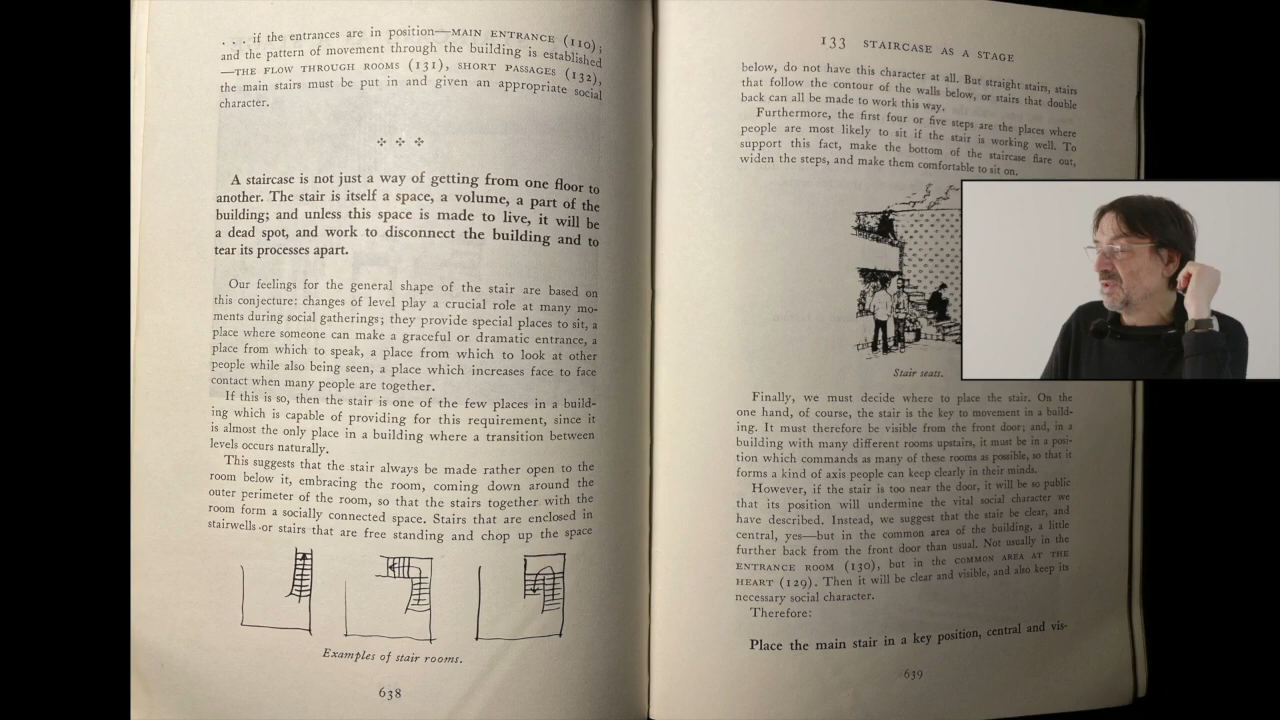 . . . if the entrances are in position—MAIN ENTRANCE (110);
and the pattern of movement through the building is established
—THE FLOW THROUGH ROOMS (131), SHORT PASSAGES (132),
the main stairs must be put in and given an appropriate social
character.
A staircase is not just a way of getting from one floor to
another. The stair is itself a space, a volume, a part of the
building; and unless this space is made to live, it will be
a dead spot, and work to disconnect the building and to
tear its processes apart.
Our feelings for the general shape of the stair are based on
this conjecture: changes of level play a crucial role at many mo-
ments during social gatherings; they provide special places to sit, a
place where someone can make a graceful or dramatic entrance, a
place from which to speak, a place from which to look at other
people while also being seen, a place which increases face to face
contact when many people are together.
If this is so, then the stair is one of the few places in a build-
ing which is capable of providing for this requirement, since it
is almost the only place in a building where a transition between
levels occurs naturally.
This suggests that the stair always be made rather open to the
room below it, embracing the room, coming down around the
outer perimeter of the room, so that the stairs together with the
room form a socially connected space. Stairs that are enclosed in
stairwells or stairs that are free standing and chop up the space
Examples of stair rooms.
638
133 STAIRCASE AS A STAGE
below, do not have this character at all. But straight stairs, stairs
that follow the contour of the walls below, or stairs that double
back can all be made to work this way.
Furthermore, the first four or five steps are the places where
people are most likely to sit if the stair is working well. To
support this fact, make the bottom of the staircase flare out,
widen the steps, and make them comfortable to sit on.
Stair seats.
Finally, we must decide where to place the stair. On the
one hand, of course, the stair is the key to movement in a build-
ing. It must therefore be visible from the front door; and, in a
building with many different rooms upstairs, it must be in a posi-
tion which commands as many of these rooms as possible, so that it
forms a kind of axis people can keep clearly in their minds.
However, if the stair is too near the door, it will be so public
that its position will undermine the vital social character we
have described. Instead, we suggest that the stair be clear, and
central, yes—but in the common area of the building, a little
further back from the front door than usual. Not usually in the
ENTRANCE ROOM (130), but in the COMMON AREA AT THE
HEART (129). Then it will be clear and visible, and also keep its
necessary social character.
Therefore:
Place the main stair in a key position, central and vis-
639